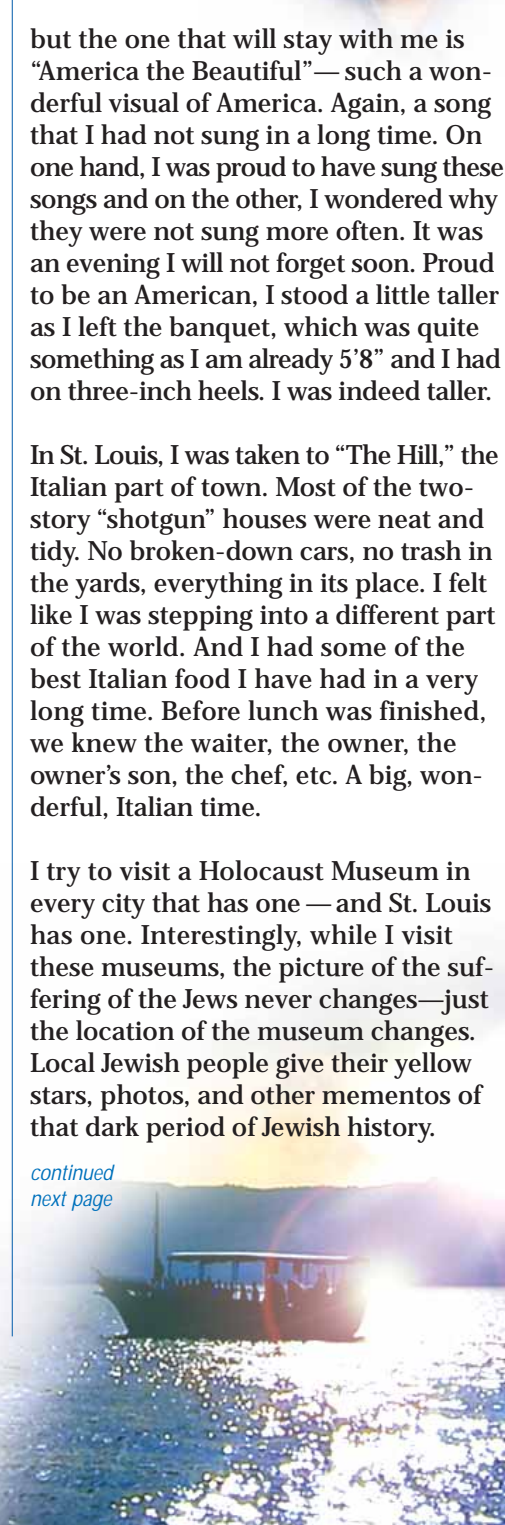 but the one that will stay with me is
“America the Beautiful”— such a won-
derful visual of America. Again, a song
that I had not sung in a long time. On
one hand, I was proud to have sung these
songs and on the other, I wondered why
they were not sung more often. It was
an evening I will not forget soon. Proud
to be an American, I stood a little taller
as I left the banquet, which was quite
something as I am already 5’8” and I had
on three-inch heels. I was indeed taller.

In St. Louis, I was taken to “The Hill,” the
Italian part of town. Most of the two-
story “shotgun” houses were neat and
tidy. No broken-down cars, no trash in
the yards, everything in its place. I felt
like I was stepping into a different part
of the world. And I had some of the
best Italian food I have had in a very
long time. Before lunch was finished,
we knew the waiter, the owner, the
owner’s son, the chef, etc. A big, won-
derful, Italian time.

I try to visit a Holocaust Museum in
every city that has one — and St. Louis
has one. Interestingly, while I visit
these museums, the picture of the suf-
fering of the Jews never changes—just
the location of the museum changes.
Local Jewish people give their yellow
stars, photos, and other mementos of
that dark period of Jewish history.

continued
next page